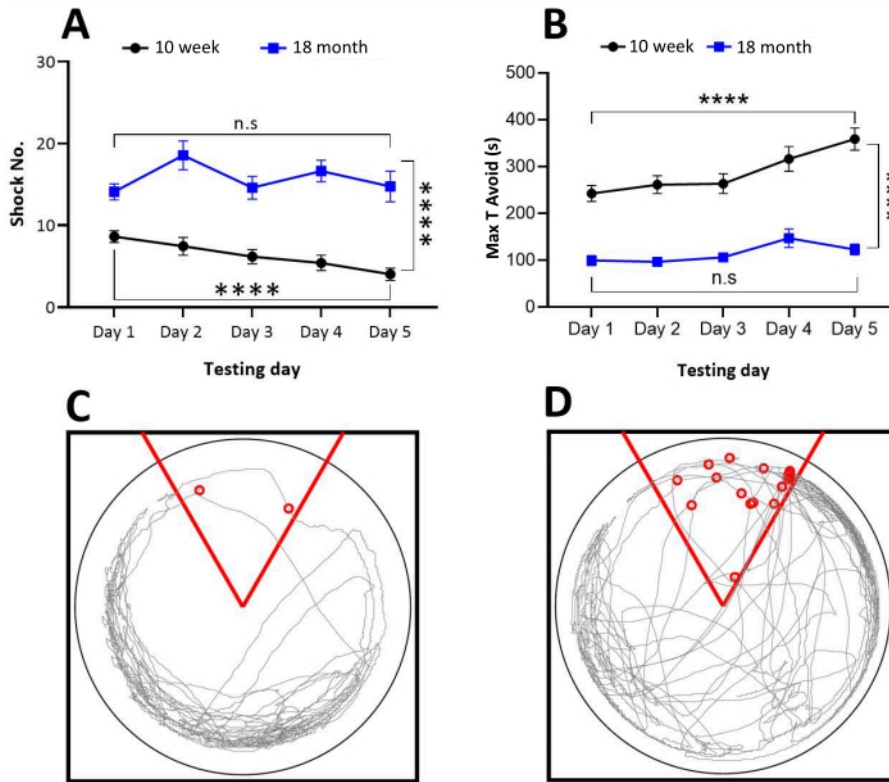 A
10 week 18 month
30
20
10
0
Shock No.
n.s
****
****
Day 1 Day 2 Day 3 Day 4 Day 5
Testing day
B
10 week 18 month
500
400
300
200
100
0
Max T Avoid (s)
****
****
n.s
Day 1 Day 2 Day 3 Day 4 Day 5
Testing day
C
D